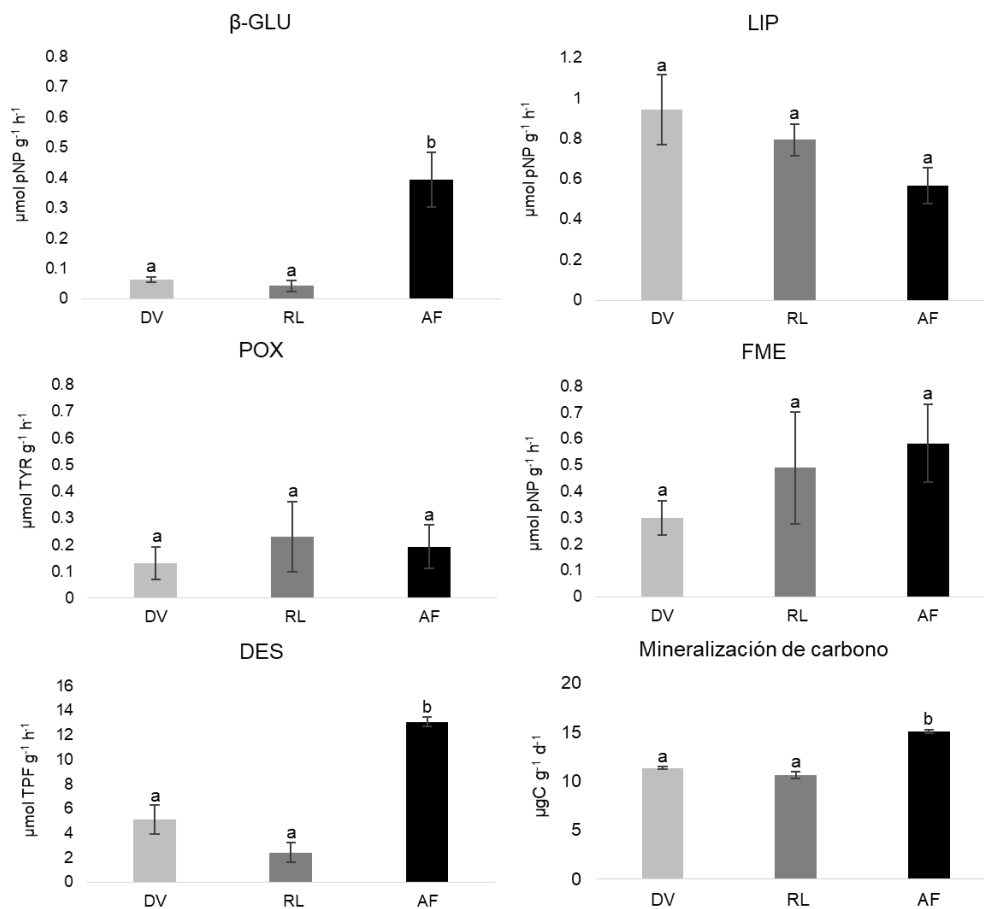 β-GLU
µmol pNP g⁻¹ h⁻¹
0.8
0.7
0.6
0.5
0.4
0.3
0.2
0.1
0
a
a
b
DV
RL
AF
LIP
µmol pNP g⁻¹ h⁻¹
1.2
1
0.8
0.6
0.4
0.2
0
a
a
a
DV
RL
AF
POX
µmol TYR g⁻¹ h⁻¹
0.8
0.7
0.6
0.5
0.4
0.3
0.2
0.1
0
a
a
a
DV
RL
AF
FME
µmol pNP g⁻¹ h⁻¹
0.8
0.7
0.6
0.5
0.4
0.3
0.2
0.1
0
a
a
a
DV
RL
AF
DES
µmol TPF g⁻¹ h⁻¹
16
14
12
10
8
6
4
2
0
a
a
b
DV
RL
AF
Mineralización de carbono
µgC g⁻¹ d⁻¹
20
15
10
5
0
a
a
b
DV
RL
AF